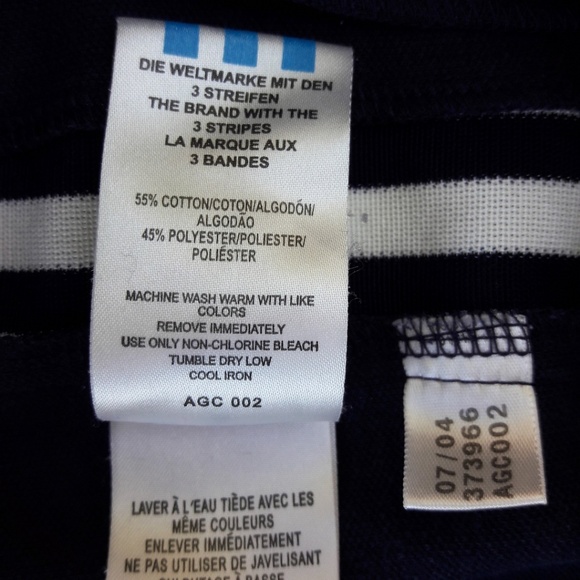 DIE WELTMARKE MIT DEN
3 STREIFEN
THE BRAND WITH THE
3 STRIPES
LA MARQUE AUX
3 BANDES
55% COTTON/COTON/ALGODÓN/
ALGODÃO
45% POLYESTER/POLIESTER/
POLIÉSTER
MACHINE WASH WARM WITH LIKE
COLORS
REMOVE IMMEDIATELY
USE ONLY NON-CHLORINE BLEACH
TUMBLE DRY LOW
COOL IRON
AGC 002
LAVER À L'EAU TIÈDE AVEC LES
MÊME COULEURS
ENLEVER IMMÉDIATEMENT
NE PAS UTILISER DE JAVELISANT
07/04
373966
AGC002